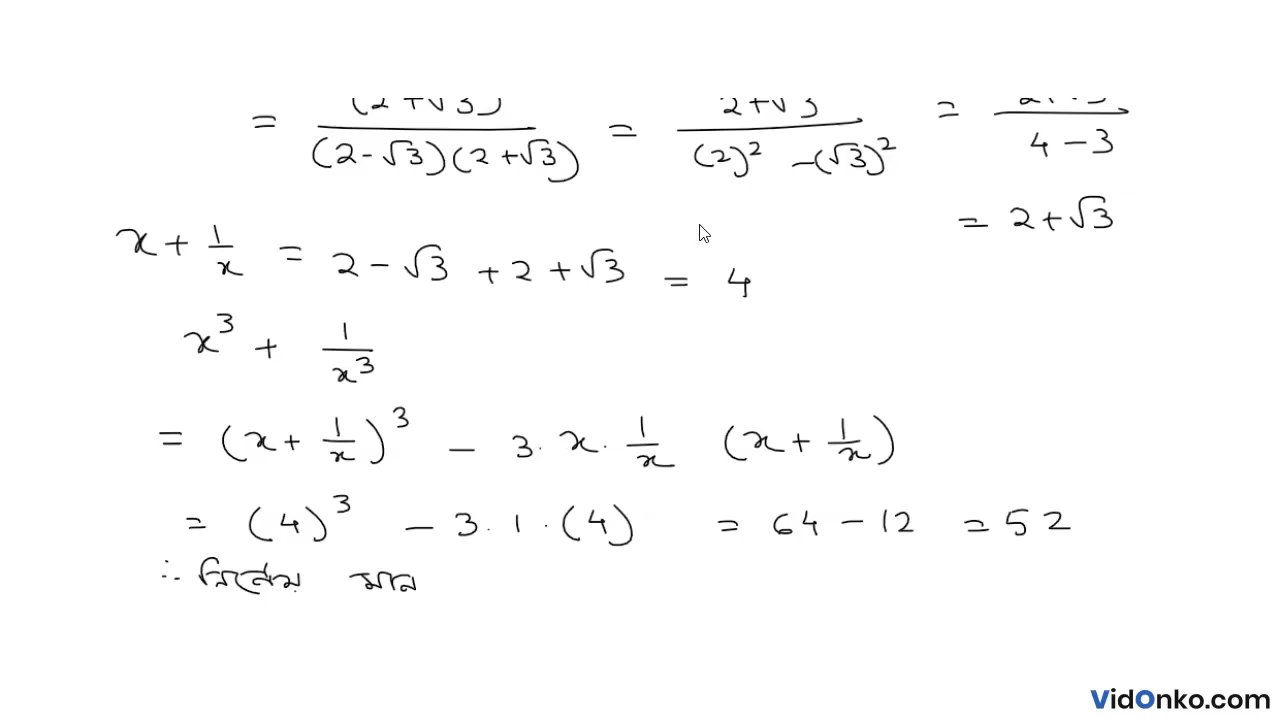 = (2+√3) / (2-√3)(2+√3) = 2+√3 / (2)² -(√3)² = / 4-3
= 2+√3
x + 1/x = 2-√3 +2+√3 = 4
x³ + 1/x³
= (x+ 1/x)³ - 3. x. 1/x (x+ 1/x)
= (4)³ - 3. 1. (4) = 64-12 = 52
∴ নির্ণেয় মান
VidOnko.com